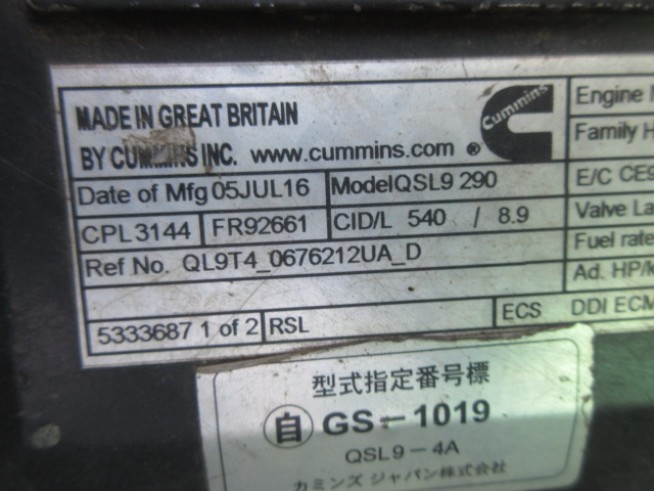 MADE IN GREAT BRITAIN
BY CUMMINS INC. www.cummins.com ®
Cummins
Engine
Family
Date of Mfg 05JUL16 Model QSL9 290 E/C
CPL 3144 FR92661 CID/L 540 / 8.9 Valve
Ref No. QL9T4_0676212UA_D Fuel rate
Ad. HP/
5333687 1 of 2 RSL ECS DDI ECM
型式指定番号標
自 GS-1019
QSL9-4A
カミンズ ジャパン株式会社